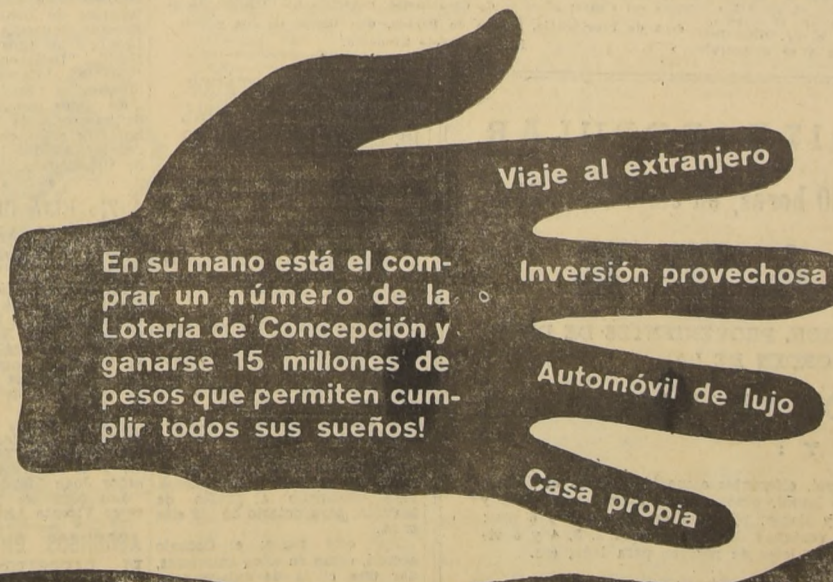 En su mano está el com-
prar un número de la
Lotería de Concepción y
ganarse 15 millones de
pesos que permiten cum-
plir todos sus sueños!
Viaje al extranjero
Inversión provechosa
Automóvil de lujo
Casa propia